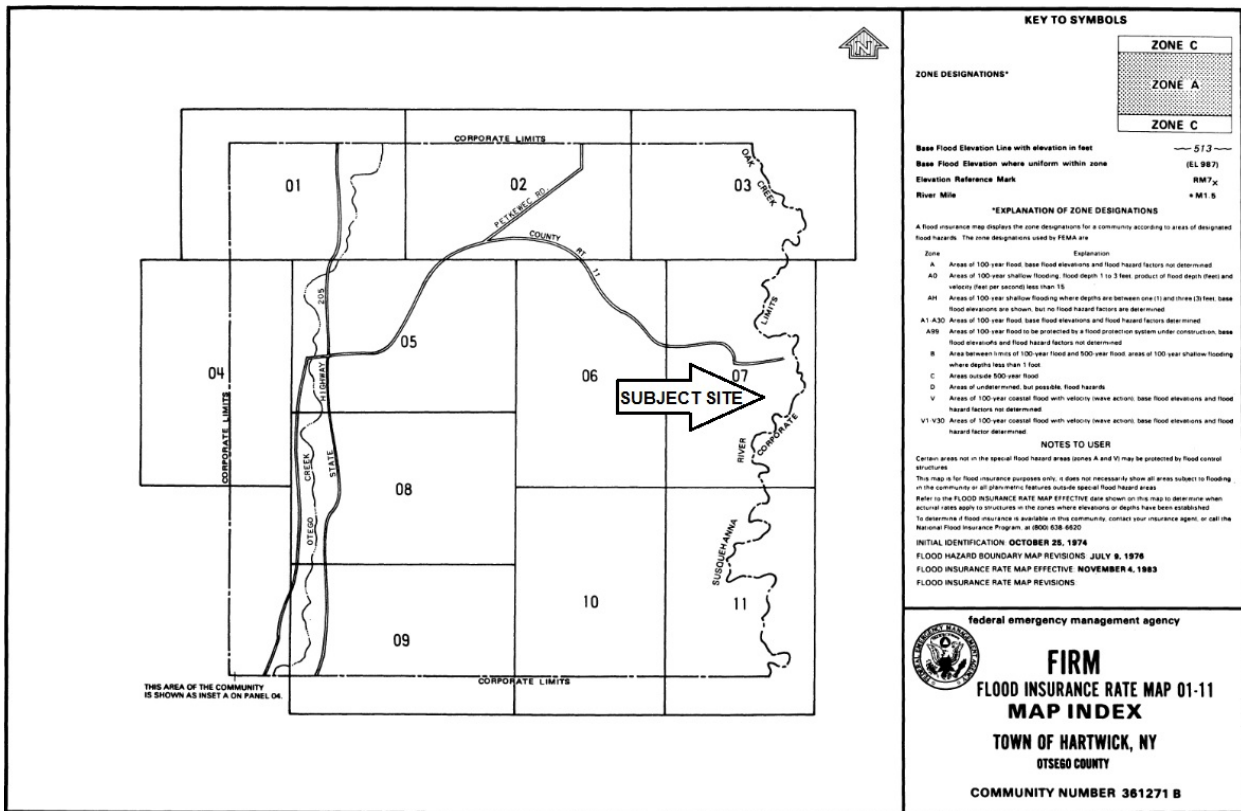 N
CORPORATE LIMITS
01
02
03
PETKEWEC RD.
OAK
CREEK
COUNTY
RT. 11
LIMITS
205
HIGHWAY
STATE
04
05
06
07
SUBJECT SITE
CORPORATE LIMITS
CORPORATE
RIVER
SUSQUEHANNA
CREEK
OTEGO
08
09
10
11
CORPORATE LIMITS
THIS AREA OF THE COMMUNITY
IS SHOWN AS INSET A ON PANEL 04.
KEY TO SYMBOLS
ZONE DESIGNATIONS*
ZONE C
ZONE A
ZONE C
Base Flood Elevation Line with elevation in feet 513
Base Flood Elevation where uniform within zone (EL 987)
Elevation Reference Mark RM7X
River Mile • M1.5
*EXPLANATION OF ZONE DESIGNATIONS
A flood insurance map displays the zone designations for a community according to areas of designated
flood hazards. The zone designations used by FEMA are
Zone Explanation
A Areas of 100-year flood, base flood elevations and flood hazard factors not determined
A0 Areas of 100-year shallow flooding, flood depth 1 to 3 feet, product of flood depth (feet) and
velocity (feet per second) less than 15
AH Areas of 100-year shallow flooding where depths are between one (1) and three (3) feet, base
flood elevations are shown, but no flood hazard factors are determined
A1-A30 Areas of 100-year flood, base flood elevations and flood hazard factors determined
A99 Areas of 100-year flood to be protected by a flood protection system under construction, base
flood elevations and flood hazard factors not determined
B Area between limits of 100-year flood and 500-year flood, areas of 100-year shallow flooding
where depths less than 1 foot
C Areas outside 500-year flood
D Areas of undetermined, but possible, flood hazards
V Areas of 100-year coastal flood with velocity (wave action), base flood elevations and flood
hazard factors not determined
V1-V30 Areas of 100-year coastal flood with velocity (wave action), base flood elevations and flood
hazard factor determined
NOTES TO USER
Certain areas not in the special flood hazard areas (zones A and V) may be protected by flood control
structures
This map is for flood insurance purposes only, it does not necessarily show all areas subject to flooding
in the community or all planimetric features outside special flood hazard areas
Refer to the FLOOD INSURANCE RATE MAP EFFECTIVE date shown on this map to determine when
actuarial rates apply to structures in the zones where elevations or depths have been established
To determine if flood insurance is available in this community, contact your insurance agent, or call the
National Flood Insurance Program, at (800) 638-6620
INITIAL IDENTIFICATION: OCTOBER 25, 1974
FLOOD HAZARD BOUNDARY MAP REVISIONS: JULY 9, 1976
FLOOD INSURANCE RATE MAP EFFECTIVE: NOVEMBER 4, 1983
FLOOD INSURANCE RATE MAP REVISIONS
federal emergency management agency
FIRM
FLOOD INSURANCE RATE MAP 01-11
MAP INDEX
TOWN OF HARTWICK, NY
OTSEGO COUNTY
COMMUNITY NUMBER 361271 B